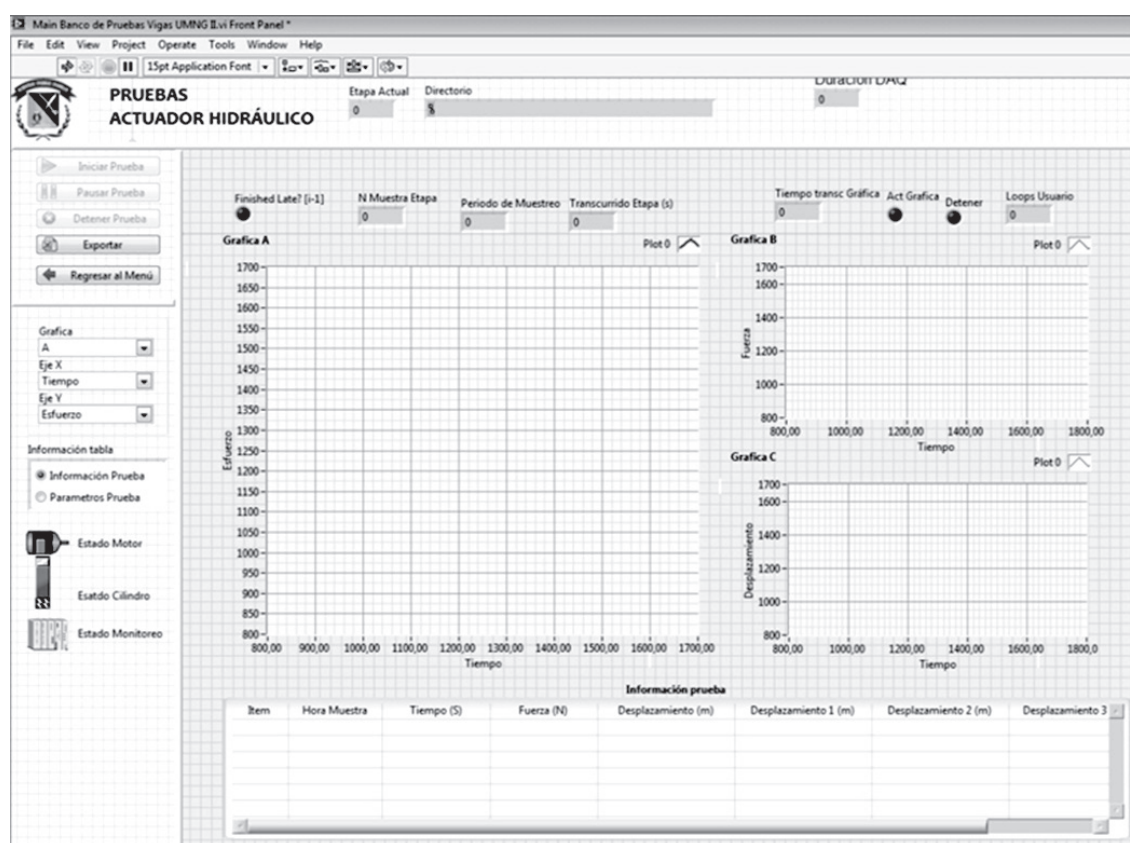 Main Banco de Pruebas Vigas UMNG II.vi Front Panel *
File Edit View Project Operate Tools Window Help
15pt Application Font
PRUEBAS
ACTUADOR HIDRÁULICO
Etapa Actual
0
Directorio
Duración DAQ
0
Iniciar Prueba
Pausar Prueba
Detener Prueba
Exportar
Regresar al Menú
Grafica
A
Eje X
Tiempo
Eje Y
Esfuerzo
Información tabla
Información Prueba
Parametros Prueba
Estado Motor
Esatdo Cilindro
Estado Monitoreo
Finished Late? [i-1]
N Muestra Etapa
0
Periodo de Muestreo
0
Transcurrido Etapa (s)
0
Tiempo transc Gráfica
0
Act Grafica
Detener
Loops Usuario
0
Grafica A
Plot 0
1700
1650
1600
1550
1500
1450
1400
1350
1300
1250
1200
1150
1100
1050
1000
950
900
850
800
Esfuerzo
800,00 900,00 1000,00 1100,00 1200,00 1300,00 1400,00 1500,00 1600,00 1700,00
Tiempo
Grafica B
Plot 0
1700
1600
1400
1200
1000
800
Fuerza
800,00 1000,00 1200,00 1400,00 1600,00 1800,00
Tiempo
Grafica C
Plot 0
1700
1600
1400
1200
1000
800
Desplazamiento
800,00 1000,00 1200,00 1400,00 1600,00 1800,0
Tiempo
Información prueba
Item Hora Muestra Tiempo (S) Fuerza (N) Desplazamiento (m) Desplazamiento 1 (m) Desplazamiento 2 (m) Desplazamiento 3